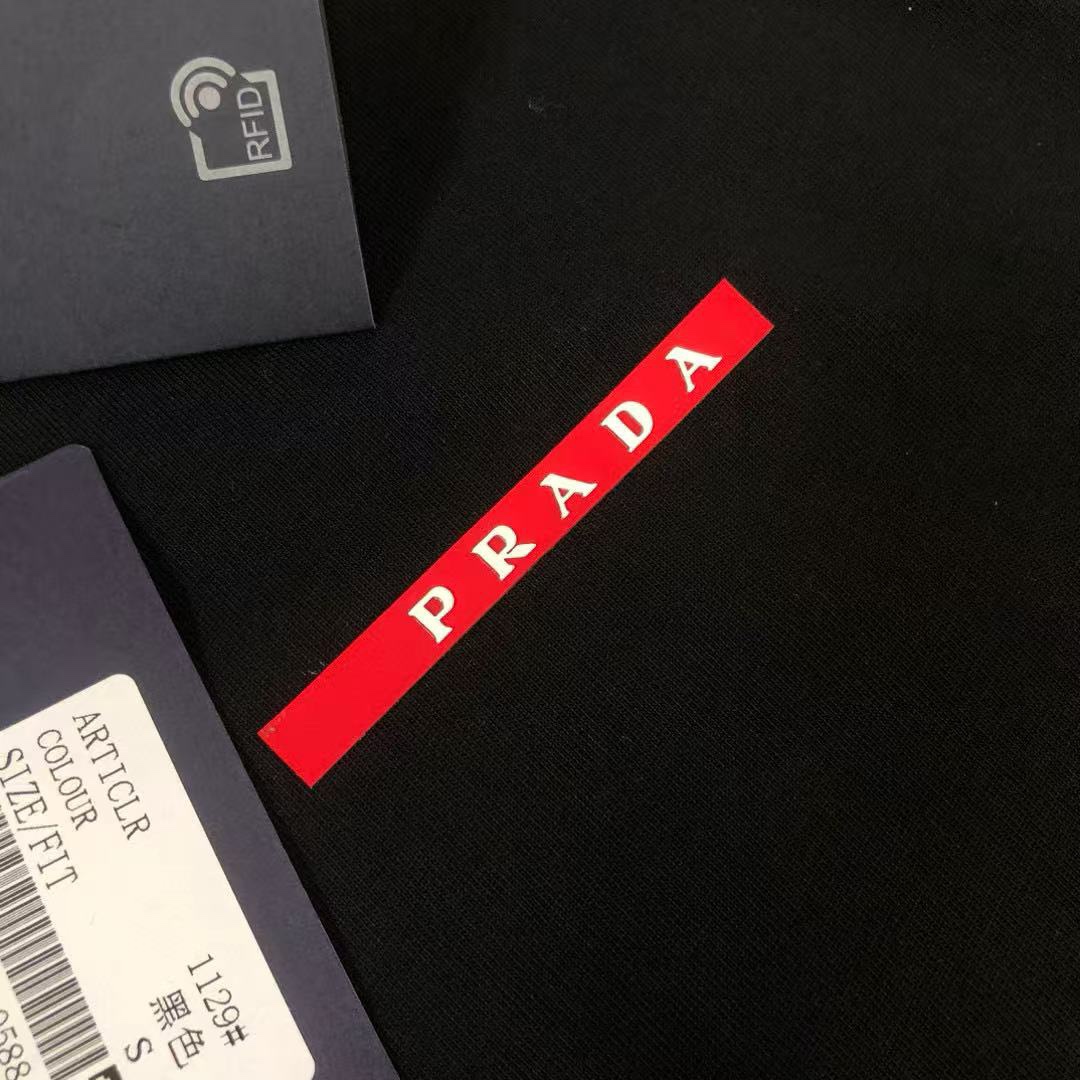 RFID
PRADA
ARTICLR
COLOUR
SIZE/FIT
1129#
黑色
S